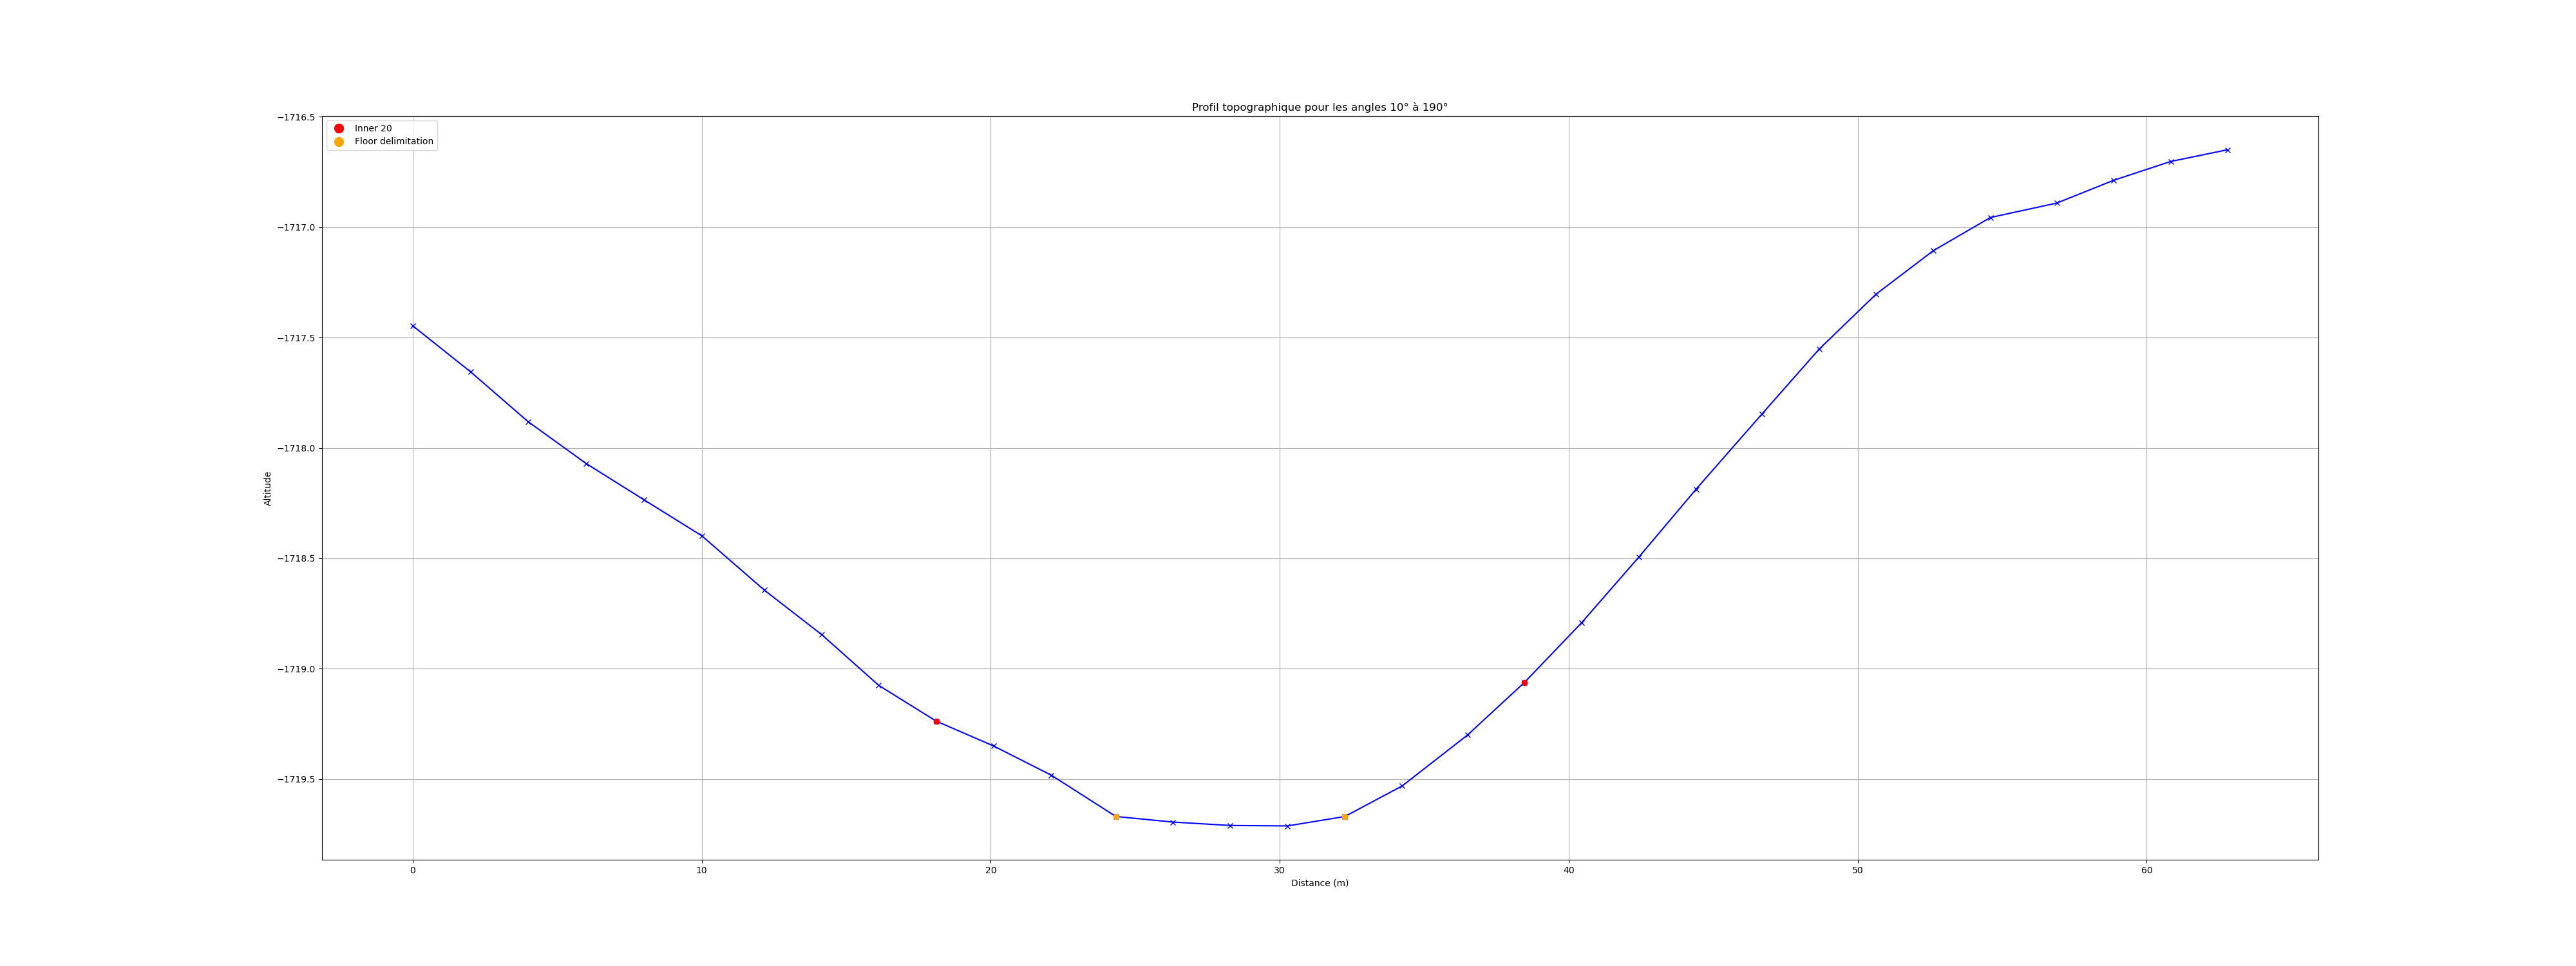 Profil topographique pour les angles 10° à 190°
Inner 20
Floor delimitation
−1716.5
−1717.0
−1717.5
−1718.0
−1718.5
−1719.0
−1719.5
Altitude
0 10 20 30 40 50 60
Distance (m)